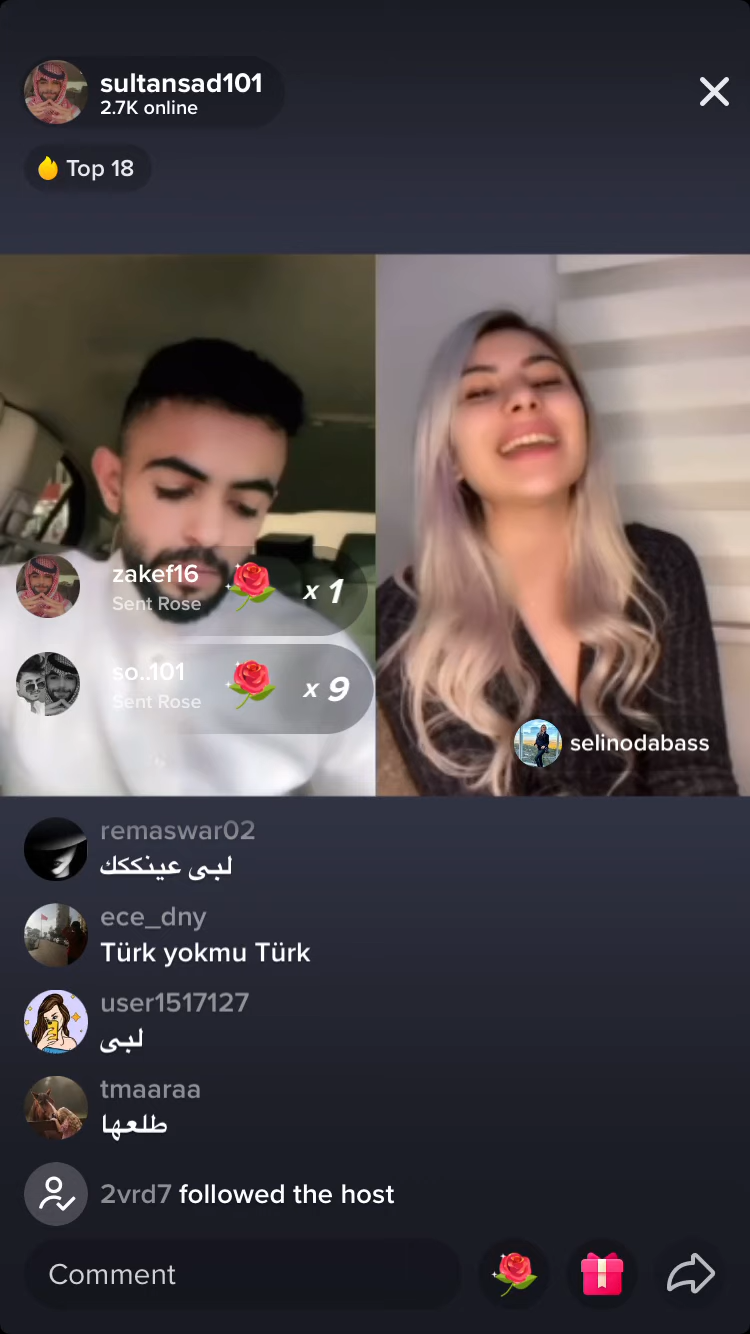 sultansad101
2.7K online
Top 18
zakef16
Sent Rose
x 1
so..101
Sent Rose
x 9
selinodabass
remaswar02
لبى عينكك
ece_dny
Türk yokmu Türk
user1517127
لبى
tmaaraa
طلعها
2vrd7 followed the host
Comment